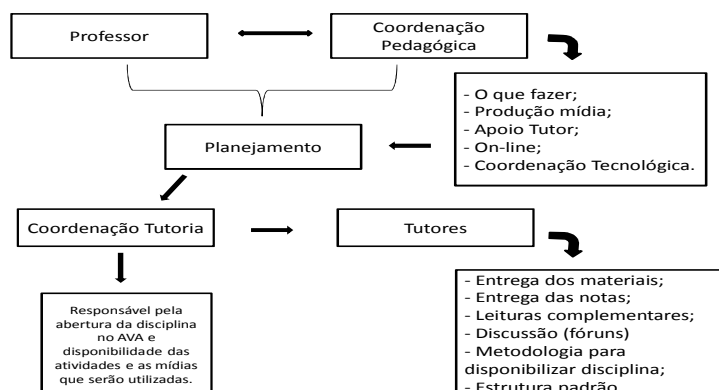 Professor
Coordenação
Pedagógica
- O que fazer;
- Produção mídia;
- Apoio Tutor;
- On-line;
- Coordenação Tecnológica.
Planejamento
Coordenação Tutoria
Tutores
Responsável pela
abertura da disciplina
no AVA e
disponibilidade das
atividades e as mídias
que serão utilizadas.
- Entrega dos materiais;
- Entrega das notas;
- Leituras complementares;
- Discussão (fóruns)
- Metodologia para
disponibilizar disciplina;
- Estrutura padrão